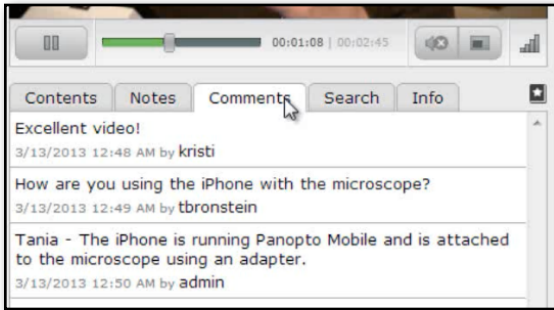 00:01:08 | 00:02:45
Contents Notes Comments Search Info
Excellent video!
3/13/2013 12:48 AM by kristi
How are you using the iPhone with the microscope?
3/13/2013 12:49 AM by tbronstein
Tania - The iPhone is running Panopto Mobile and is attached
to the microscope using an adapter.
3/13/2013 12:50 AM by admin